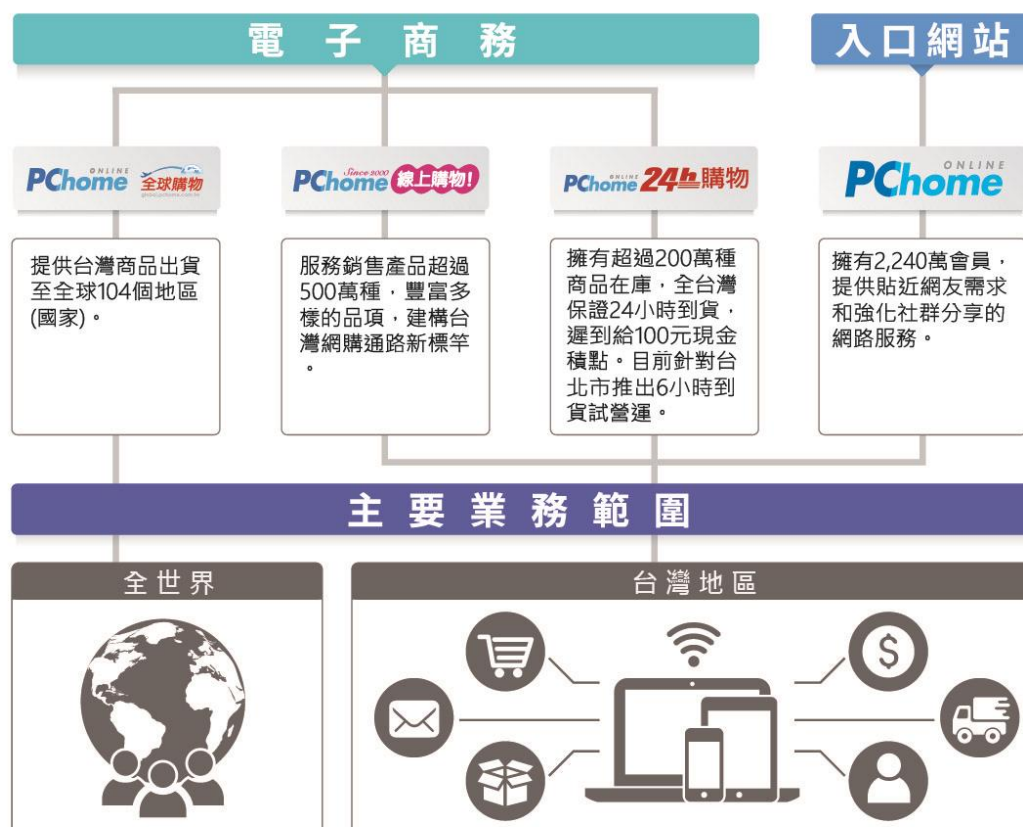 電子商務
入口網站
PChome ONLINE 全球購物
PChome Since 2000 線上購物!
PChome ONLINE 24h購物
PChome ONLINE
提供台灣商品出貨
至全球104個地區
(國家)。
服務銷售產品超過
500萬種，豐富多
樣的品項，建構台
灣網購通路新標竿
。
擁有超過200萬種
商品在庫，全台灣
保證24小時到貨，
遲到給100元現金
積點。目前針對台
北市推出6小時到
貨試營運。
擁有2,240萬會員，
提供貼近網友需求
和強化社群分享的
網路服務。
主要業務範圍
全世界
台灣地區
$